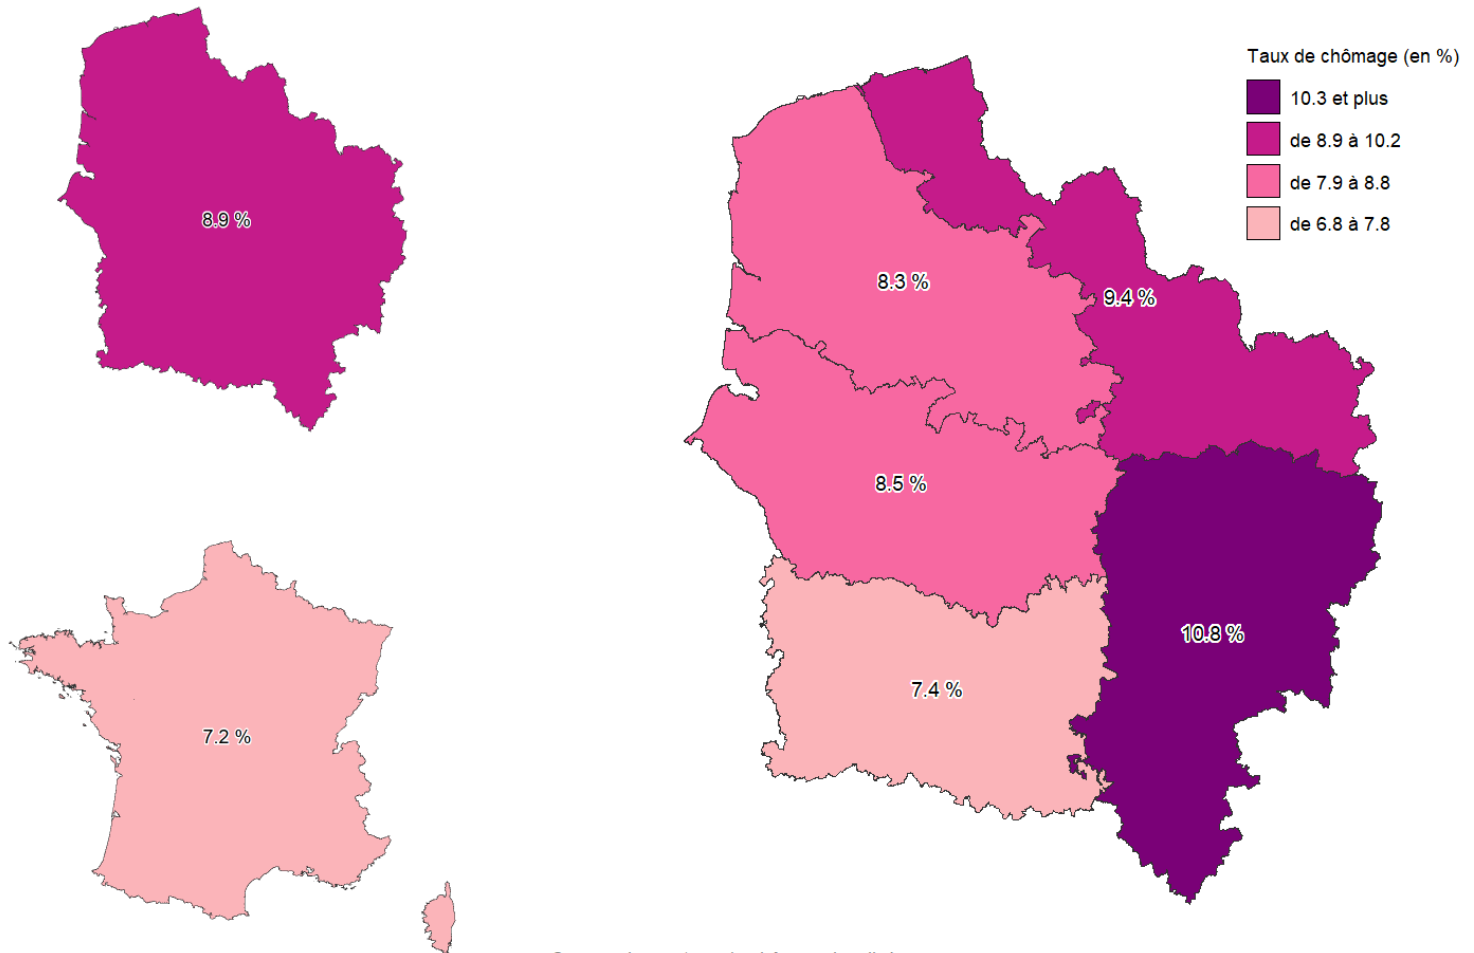 Taux de chômage (en %)
10.3 et plus
de 8.9 à 10.2
de 7.9 à 8.8
de 6.8 à 7.8
8.9 %
8.3 %
9.4 %
8.5 %
10.8 %
7.4 %
7.2 %